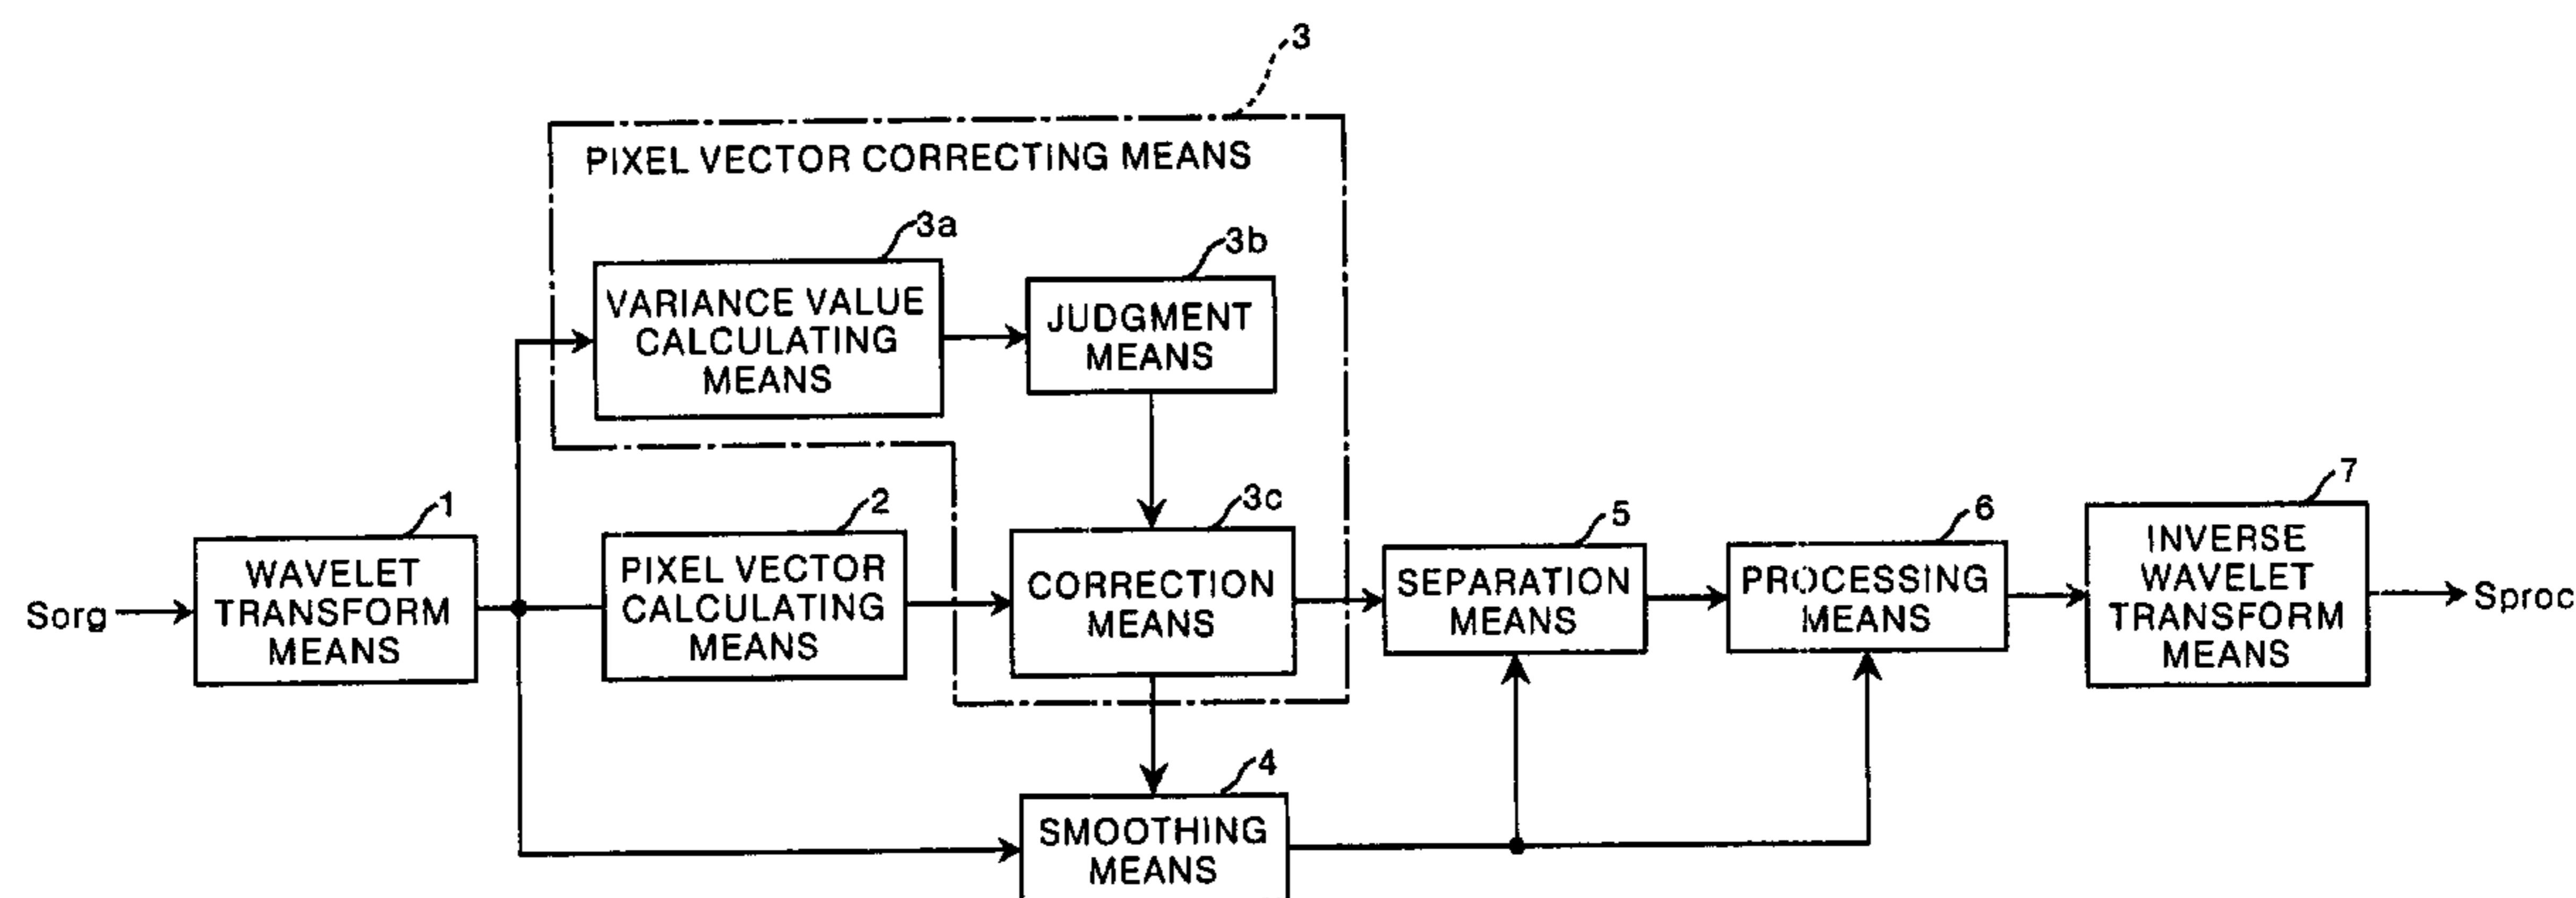 3
PIXEL VECTOR CORRECTING MEANS
3a
VARIANCE VALUE
CALCULATING
MEANS
3b
JUDGMENT
MEANS
1
WAVELET
TRANSFORM
MEANS
2
PIXEL VECTOR
CALCULATING
MEANS
3c
CORRECTION
MEANS
5
SEPARATION
MEANS
6
PROCESSING
MEANS
7
INVERSE
WAVELET
TRANSFORM
MEANS
Sorg
Sproc
4
SMOOTHING
MEANS